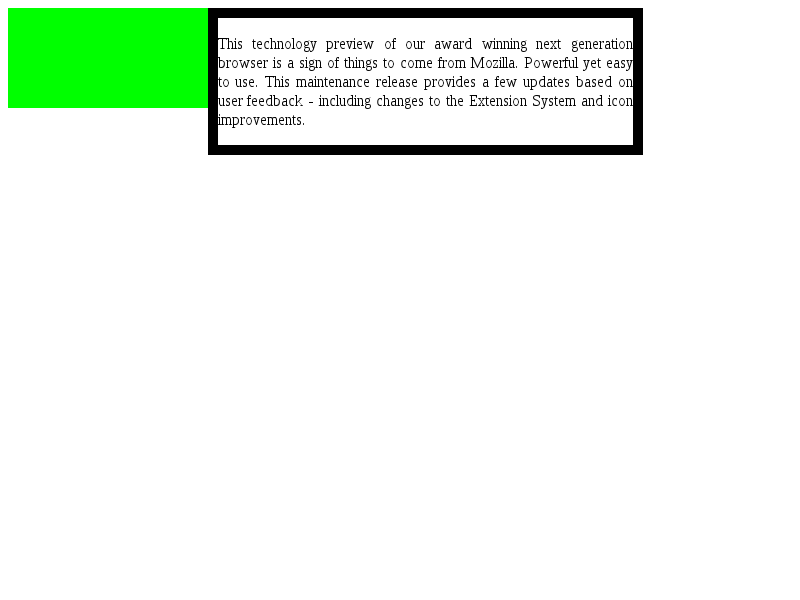 This technology preview of our award winning next generation
browser is a sign of things to come from Mozilla. Powerful yet easy
to use. This maintenance release provides a few updates based on
user feedback - including changes to the Extension System and icon
improvements.